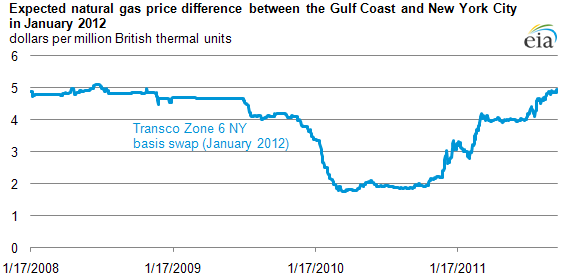 Expected natural gas price difference between the Gulf Coast and New York City
in January 2012
dollars per million British thermal units
eia
6
5
4
3
2
1
0
Transco Zone 6 NY
basis swap (January 2012)
1/17/2008
1/17/2009
1/17/2010
1/17/2011